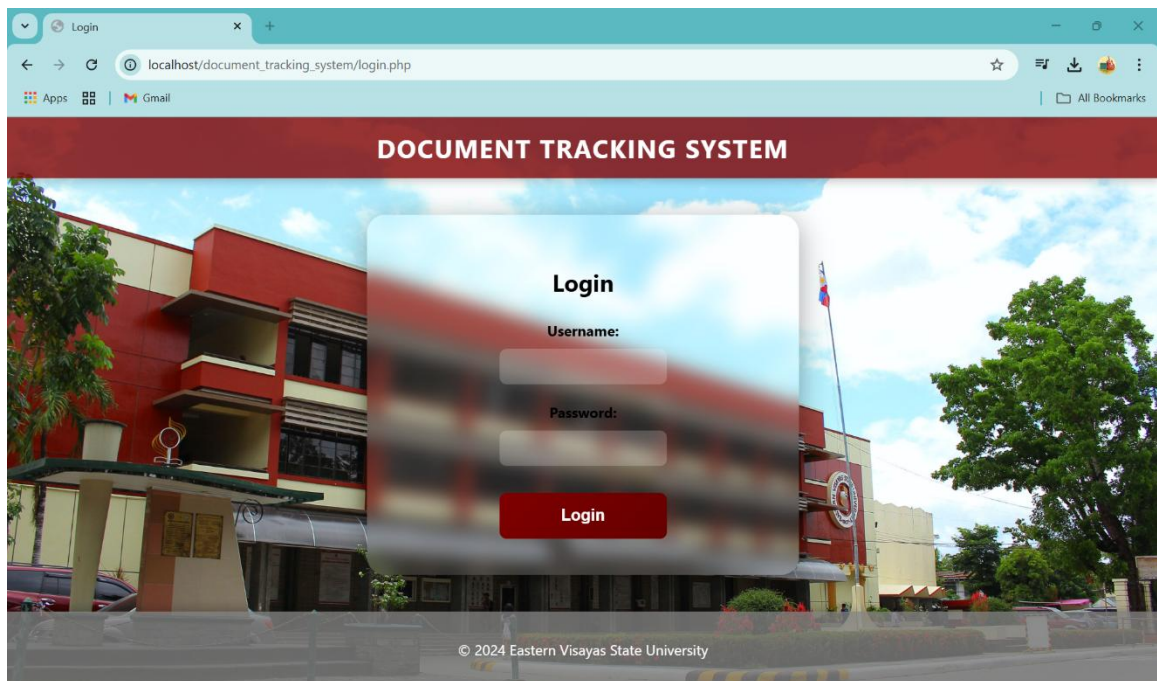 Login
localhost/document_tracking_system/login.php
Apps
Gmail
All Bookmarks
DOCUMENT TRACKING SYSTEM
Login
Username:
Password:
Login
© 2024 Eastern Visayas State University